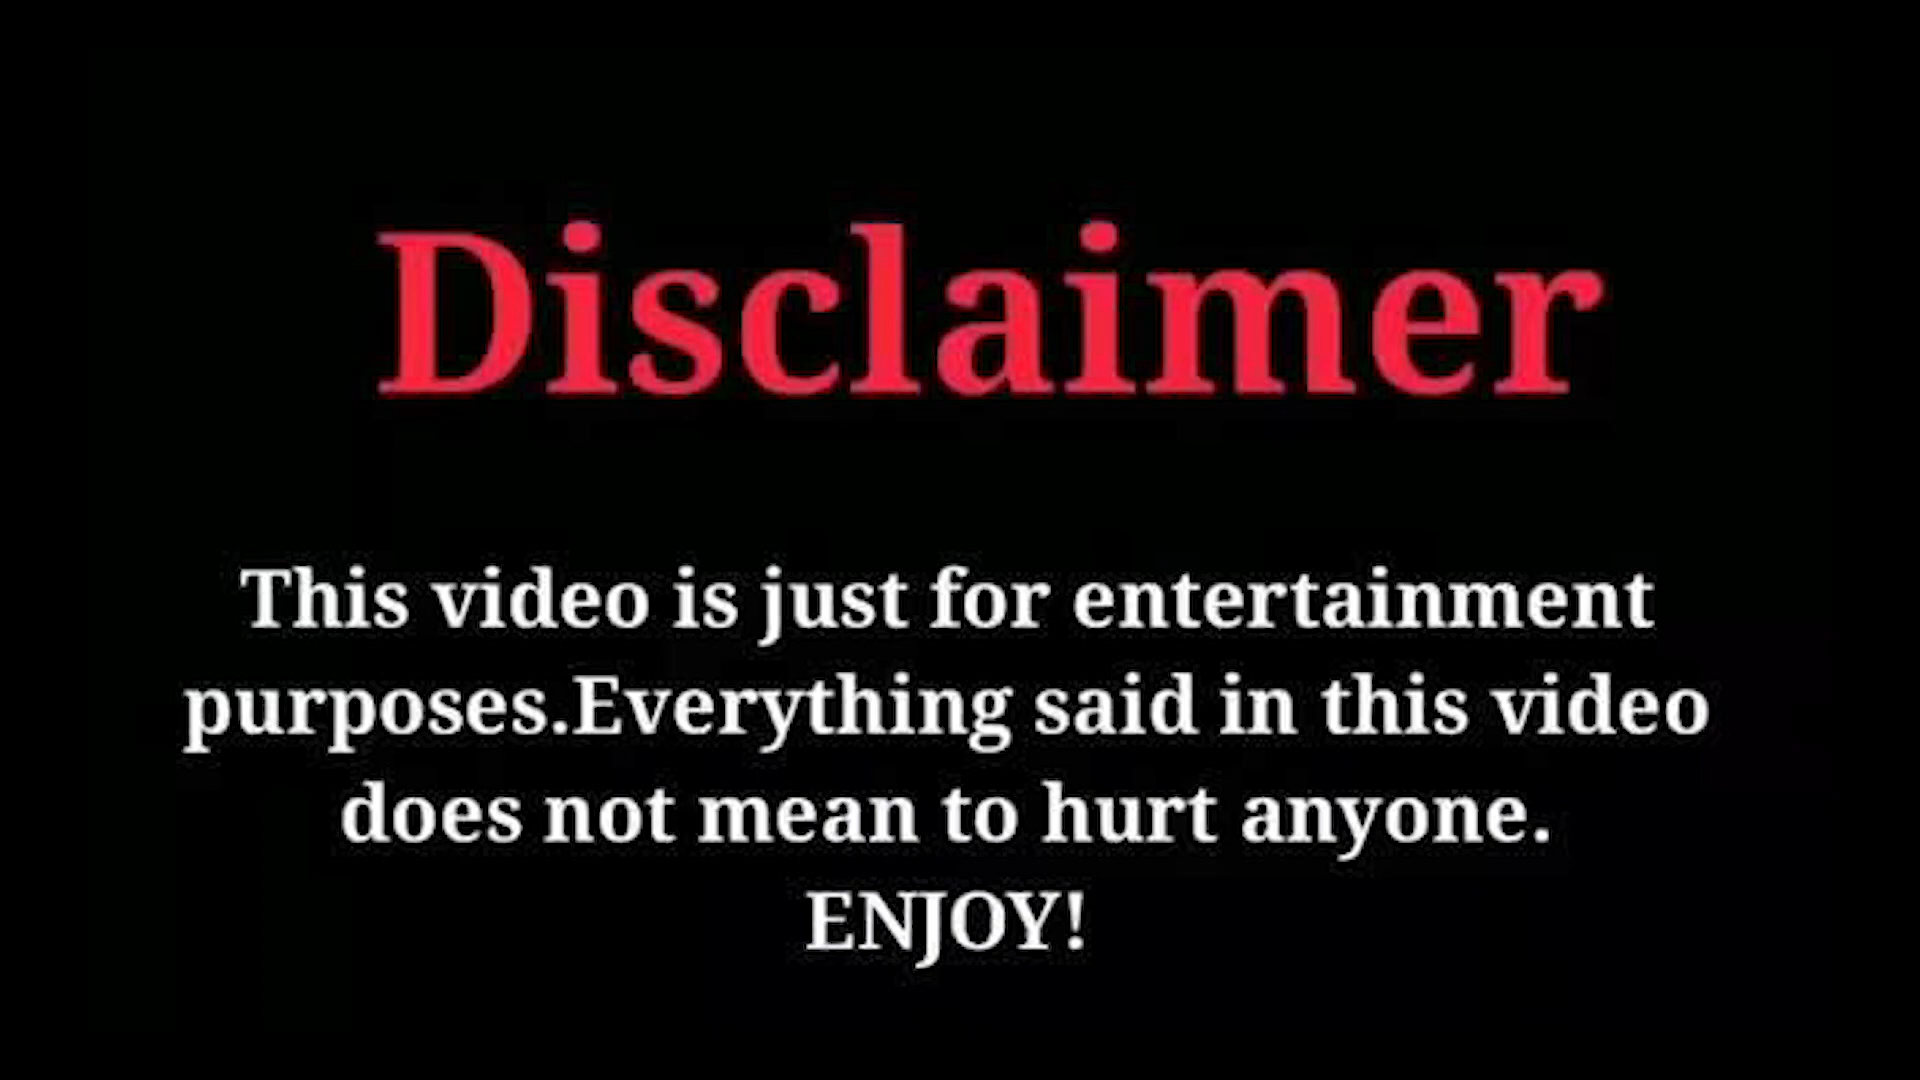 Disclaimer
This video is just for entertainment
purposes.Everything said in this video
does not mean to hurt anyone.
ENJOY!